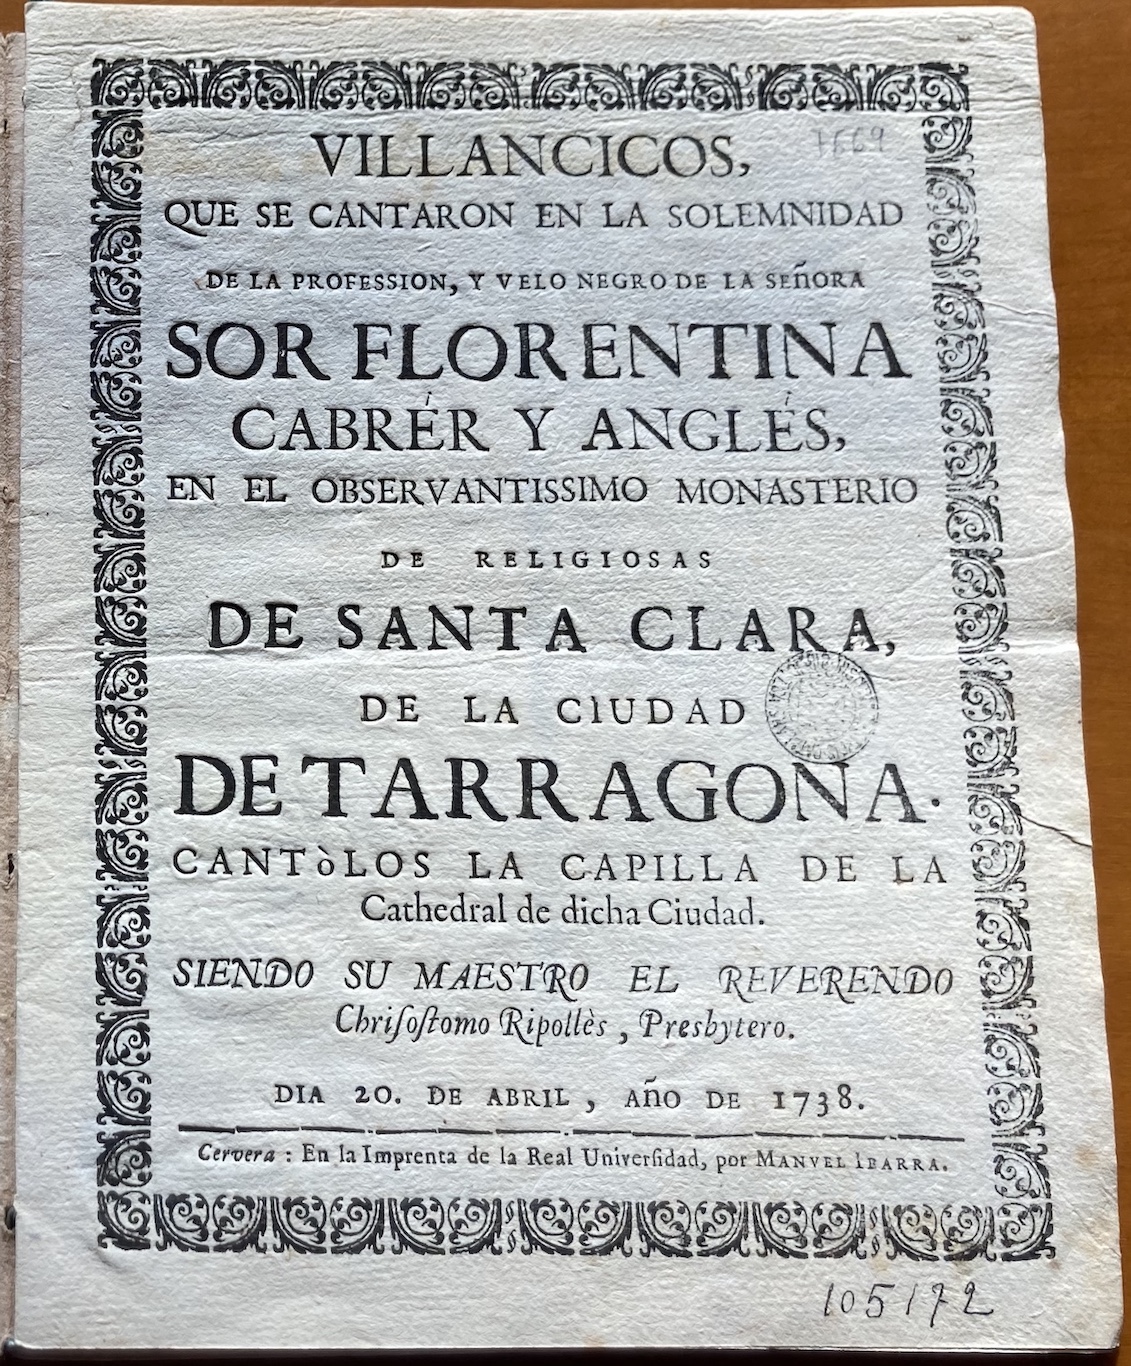 VILLANCICOS,
QUE SE CANTARON EN LA SOLEMNIDAD
DE LA PROFESSION, Y VELO NEGRO DE LA SEñORA
SOR FLORENTINA
CABRÉR Y ANGLÉS,
EN EL OBSERVANTISSIMO MONASTERIO
DE RELIGIOSAS
DE SANTA CLARA,
DE LA CIUDAD
DE TARRAGONA.
CANTòLOS LA CAPILLA DE LA
Cathedral de dicha Ciudad.
SIENDO SU MAESTRO EL REVERENDO
Chriſoſtomo Ripollès, Presbytero.
DIA 20. DE ABRIL, AñO DE 1738.
Cervera : En la Imprenta de la Real Univerſidad, por MANVEL IBARRA.
105172